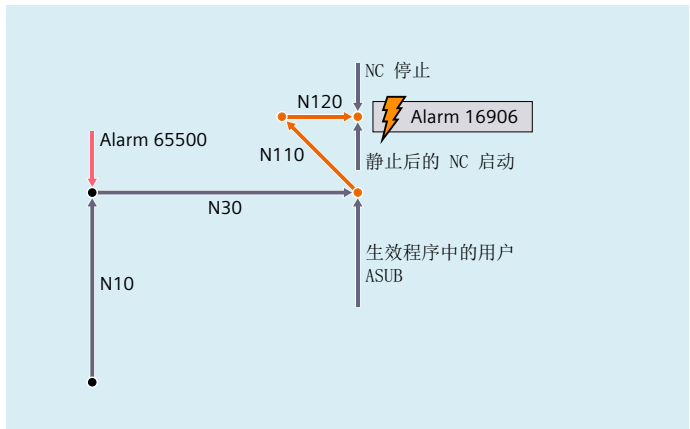 NC 停止
N120
Alarm 16906
Alarm 65500
N110
静止后的 NC 启动
N30
生效程序中的用户
ASUB
N10